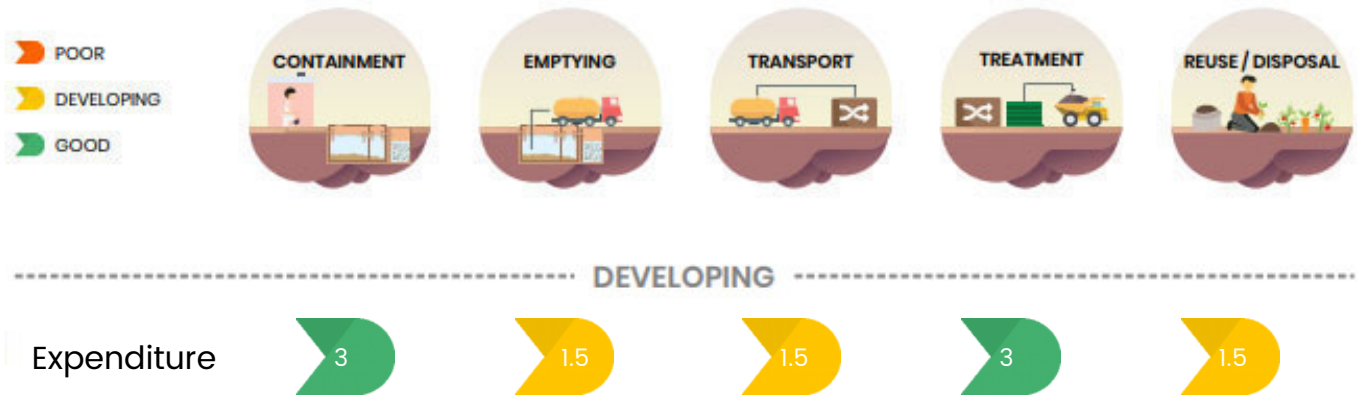 POOR
DEVELOPING
GOOD
CONTAINMENT
EMPTYING
TRANSPORT
TREATMENT
REUSE / DISPOSAL
DEVELOPING
Expenditure
3
1.5
1.5
3
1.5